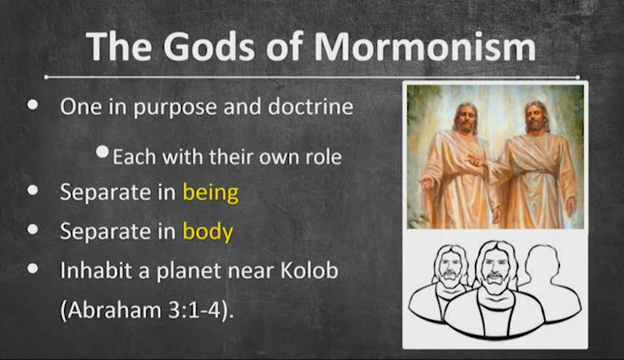 The Gods of Mormonism
• One in purpose and doctrine
• Each with their own role
• Separate in being
• Separate in body
• Inhabit a planet near Kolob
(Abraham 3:1-4).